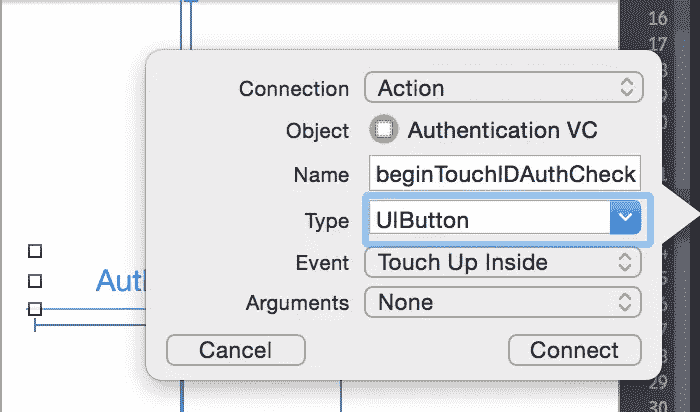 16
17
Connection Action
Object Authentication VC
Name beginTouchIDAuthCheck
Type UIButton
Event Touch Up Inside
Arguments None
Cancel Connect
29
30